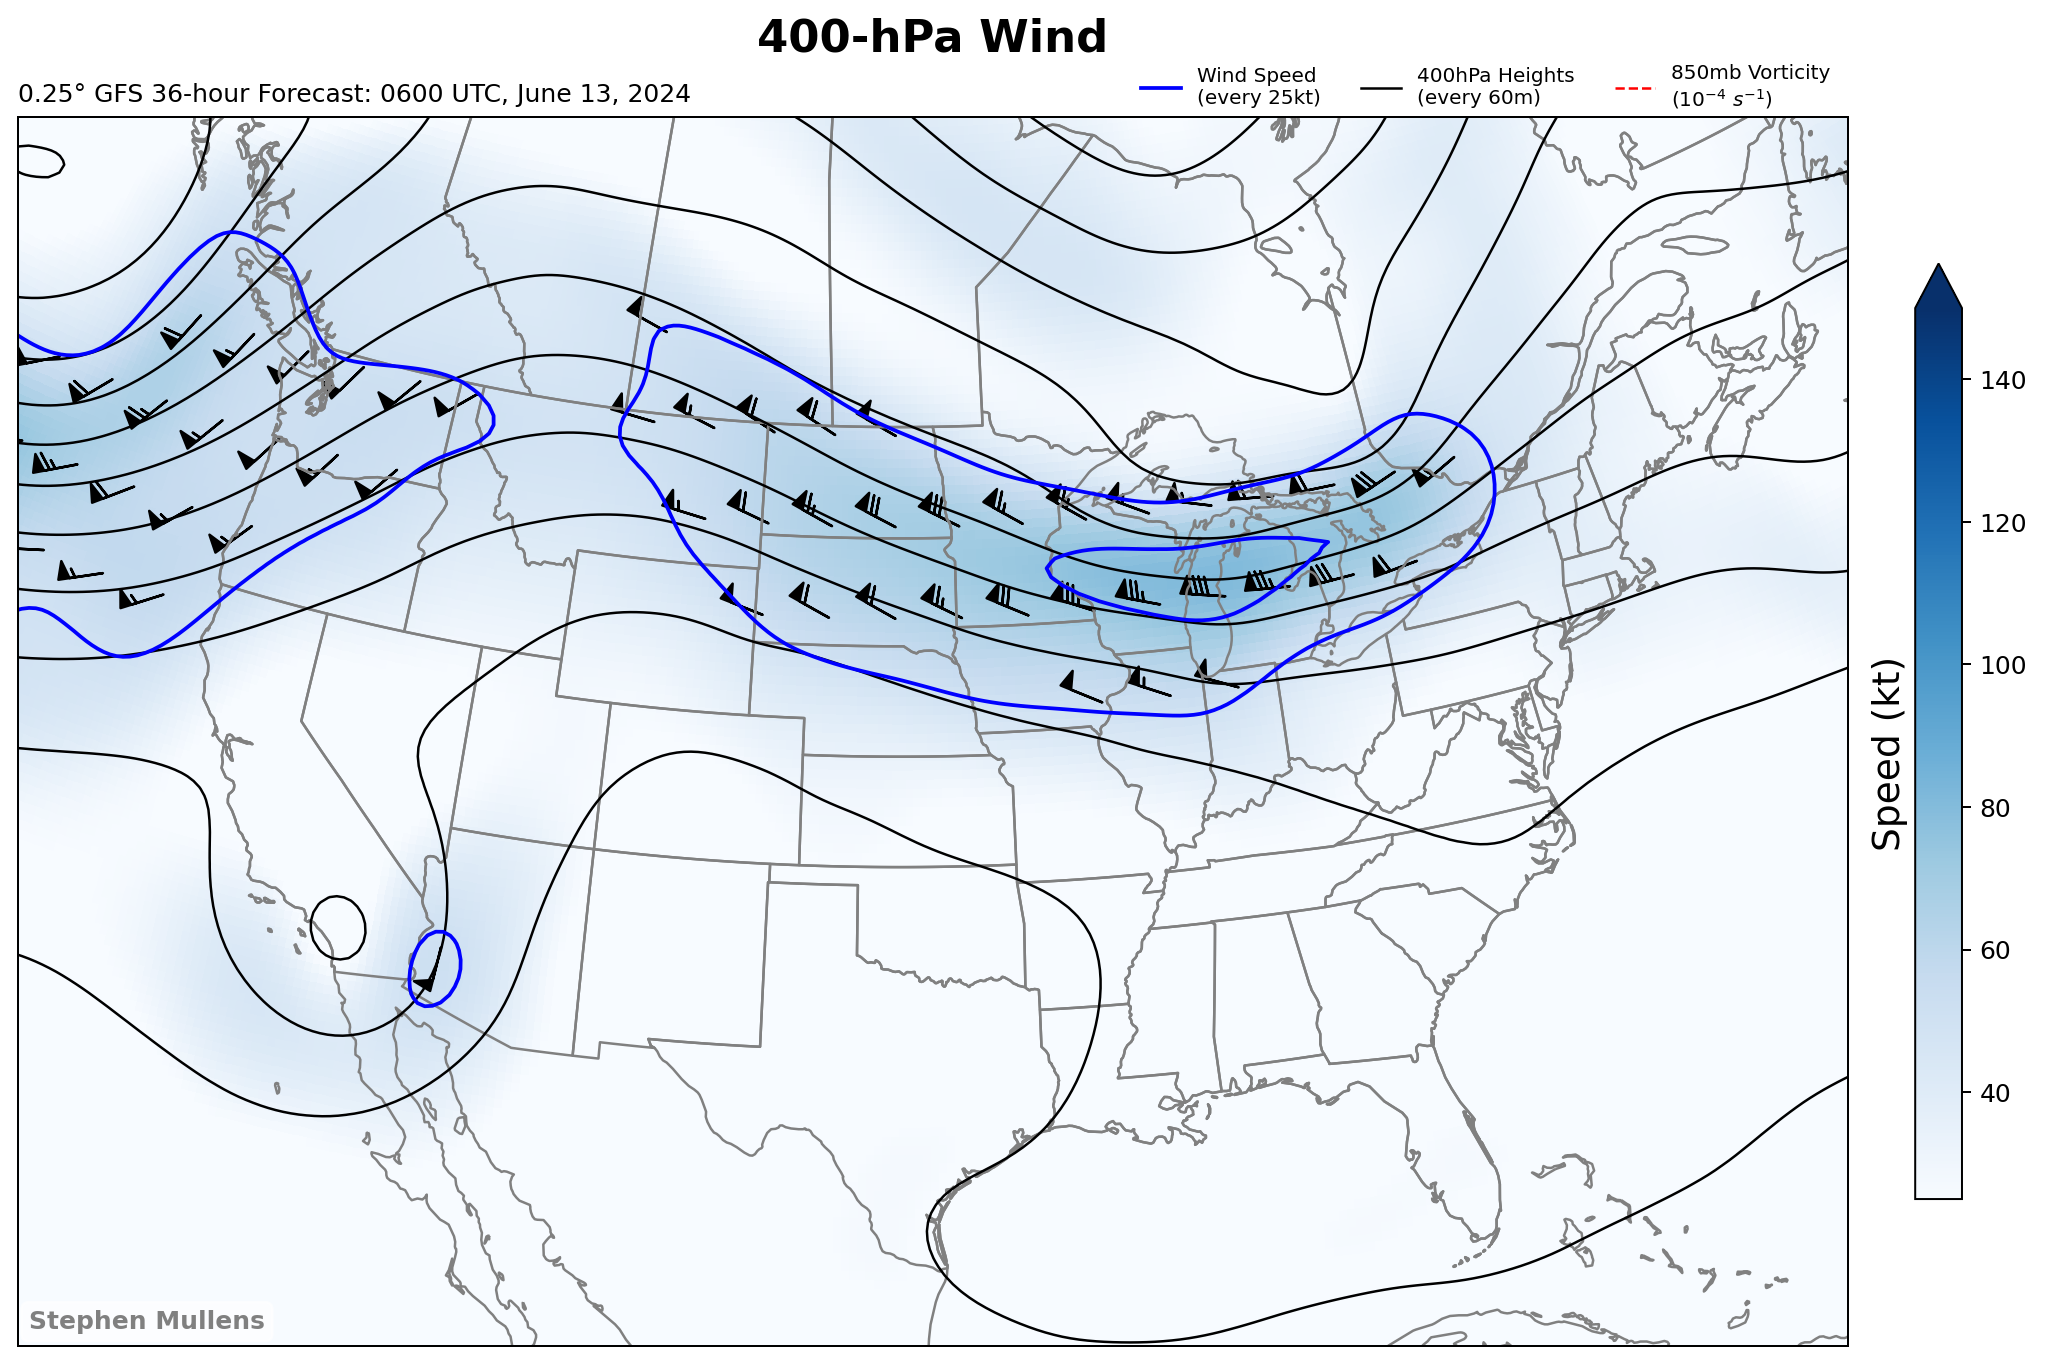 400-hPa Wind
0.25° GFS 36-hour Forecast: 0600 UTC, June 13, 2024
Wind Speed
(every 25kt)
400hPa Heights
(every 60m)
850mb Vorticity
(10⁻⁴ s⁻¹)
140
120
100
80
60
40
Speed (kt)
Stephen Mullens